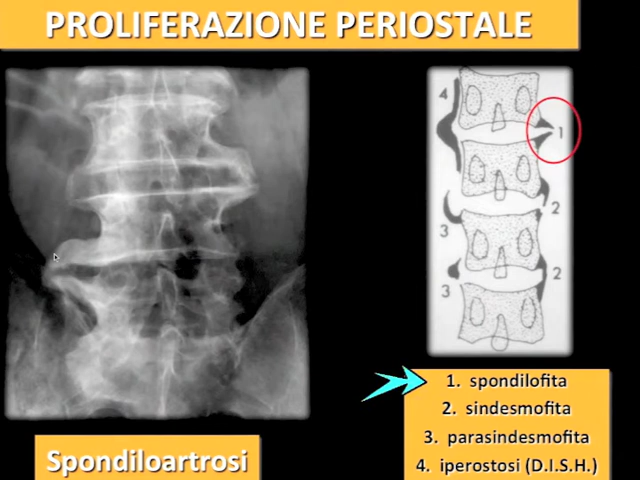 PROLIFERAZIONE PERIOSTALE
4
1
2
3
2
3
1. spondilofita
2. sindesmofita
3. parasindesmofita
4. iperostosi (D.I.S.H.)
Spondiloartrosi